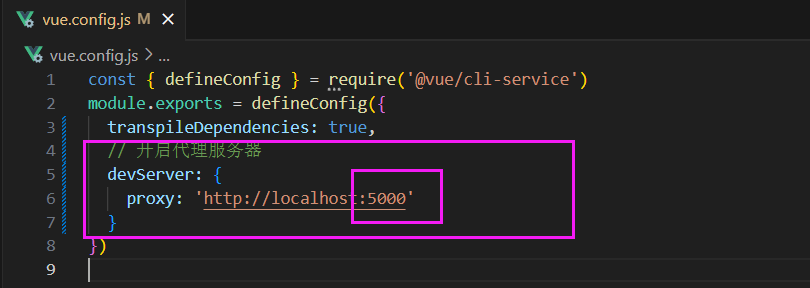 vue.config.js M ×
vue.config.js > ...
1 const { defineConfig } = require('@vue/cli-service')
2 module.exports = defineConfig({
3   transpileDependencies: true,
4   // 开启代理服务器
5   devServer: {
6     proxy: 'http://localhost:5000'
7   }
8 })
9